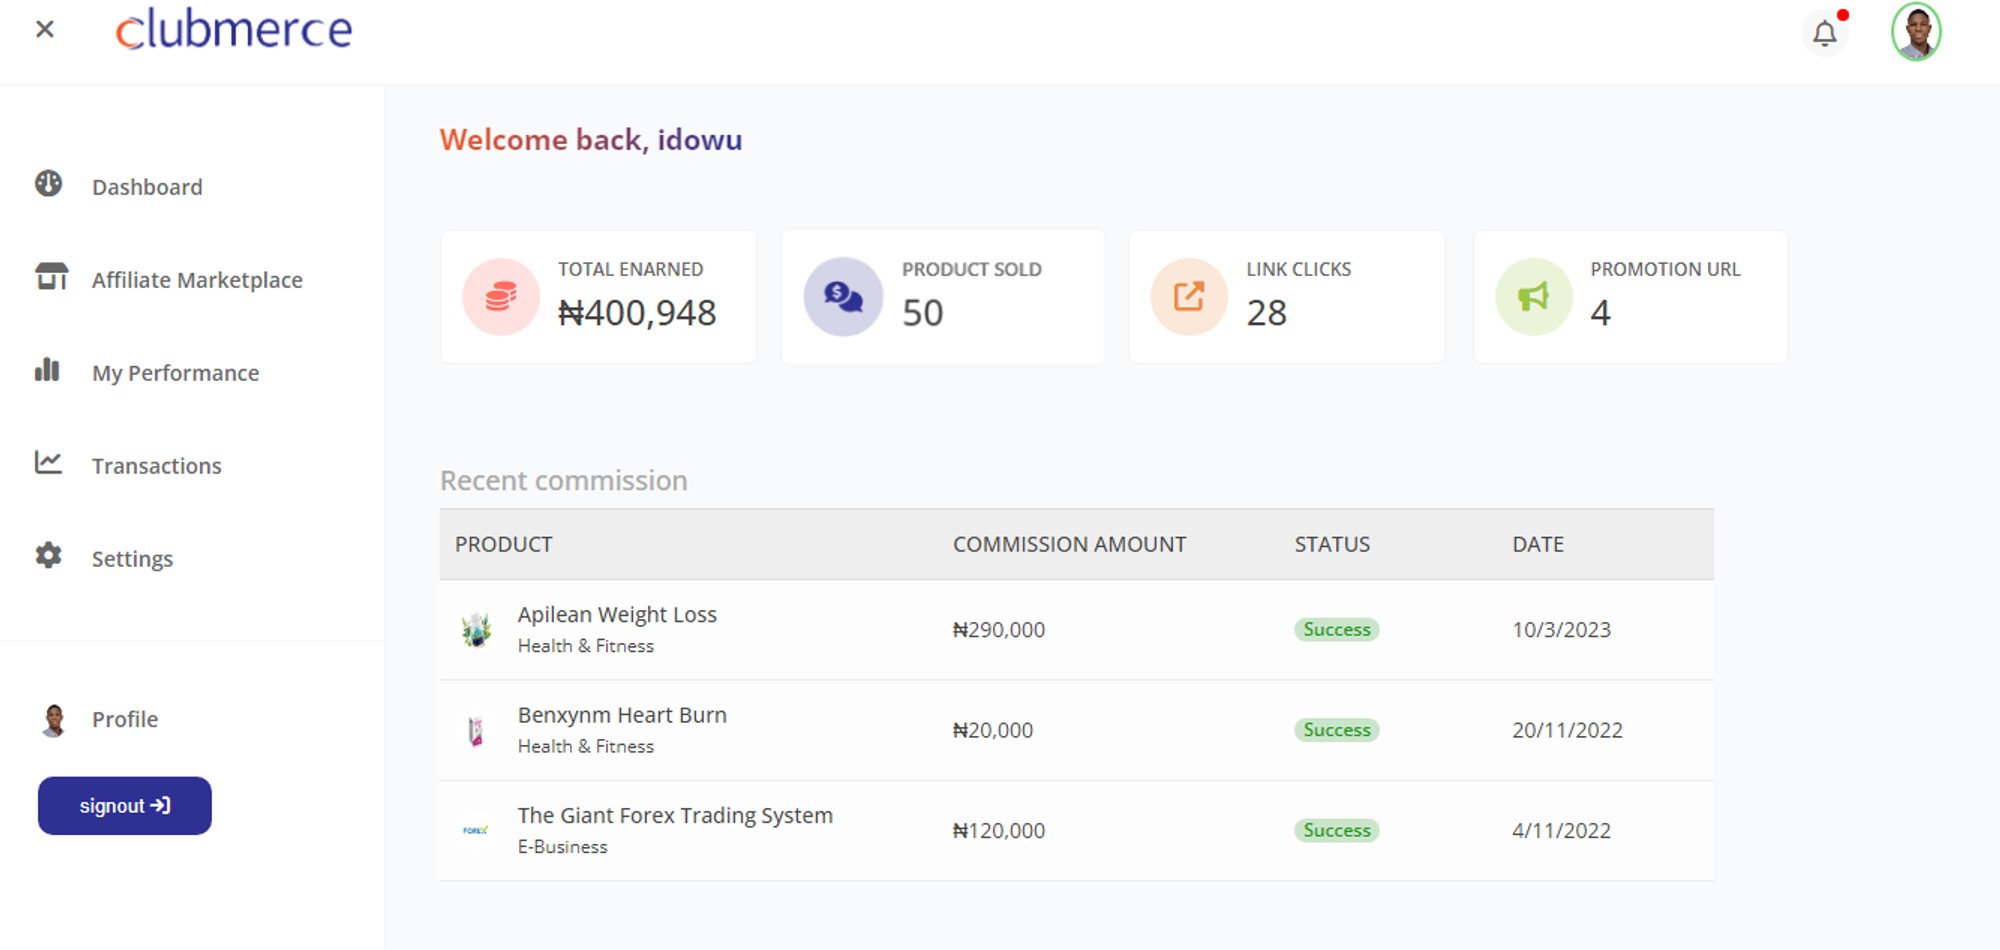 clubmerce
Welcome back, idowu
Dashboard
Affiliate Marketplace
My Performance
Transactions
Settings
Profile
signout
TOTAL ENARNED
₦400,948
PRODUCT SOLD
50
LINK CLICKS
28
PROMOTION URL
4
Recent commission
PRODUCT COMMISSION AMOUNT STATUS DATE
Apilean Weight Loss
Health & Fitness
₦290,000 Success 10/3/2023
Benxynm Heart Burn
Health & Fitness
₦20,000 Success 20/11/2022
FOREX
The Giant Forex Trading System
E-Business
₦120,000 Success 4/11/2022